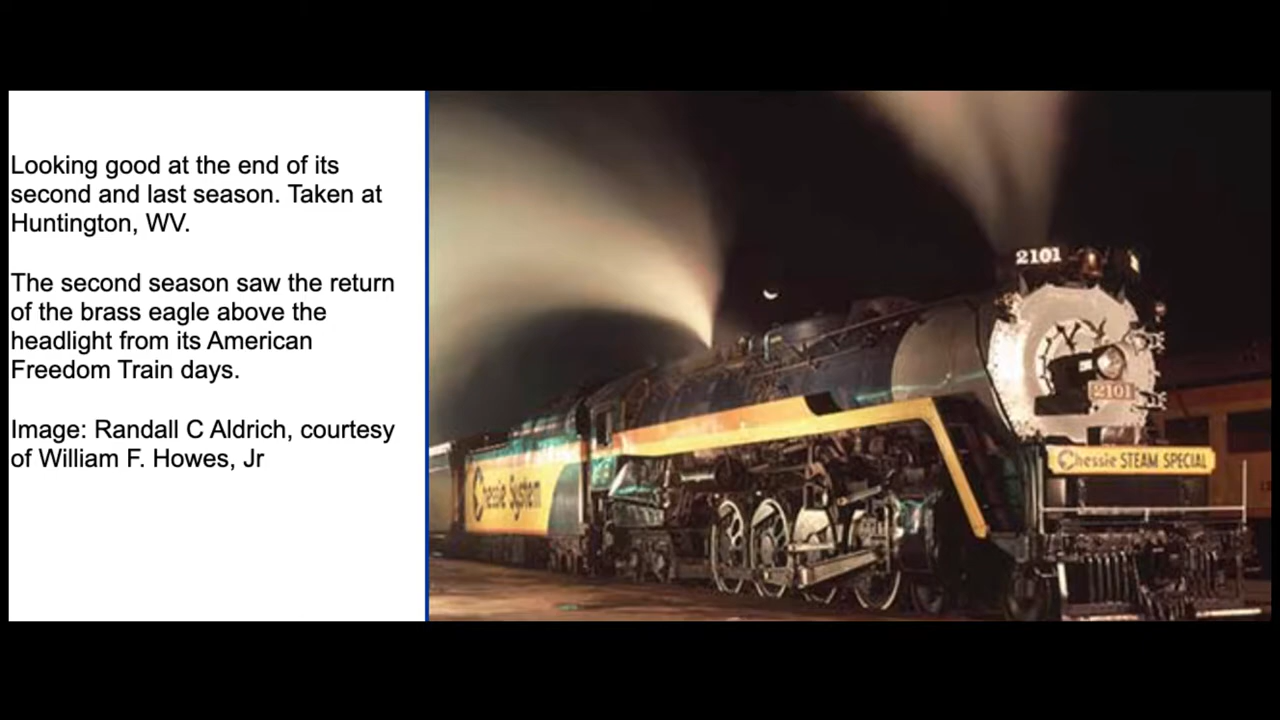 Looking good at the end of its
second and last season. Taken at
Huntington, WV.
The second season saw the return
of the brass eagle above the
headlight from its American
Freedom Train days.
Image: Randall C Aldrich, courtesy
of William F. Howes, Jr
2101
2101
Chessie STEAM SPECIAL
Chessie System